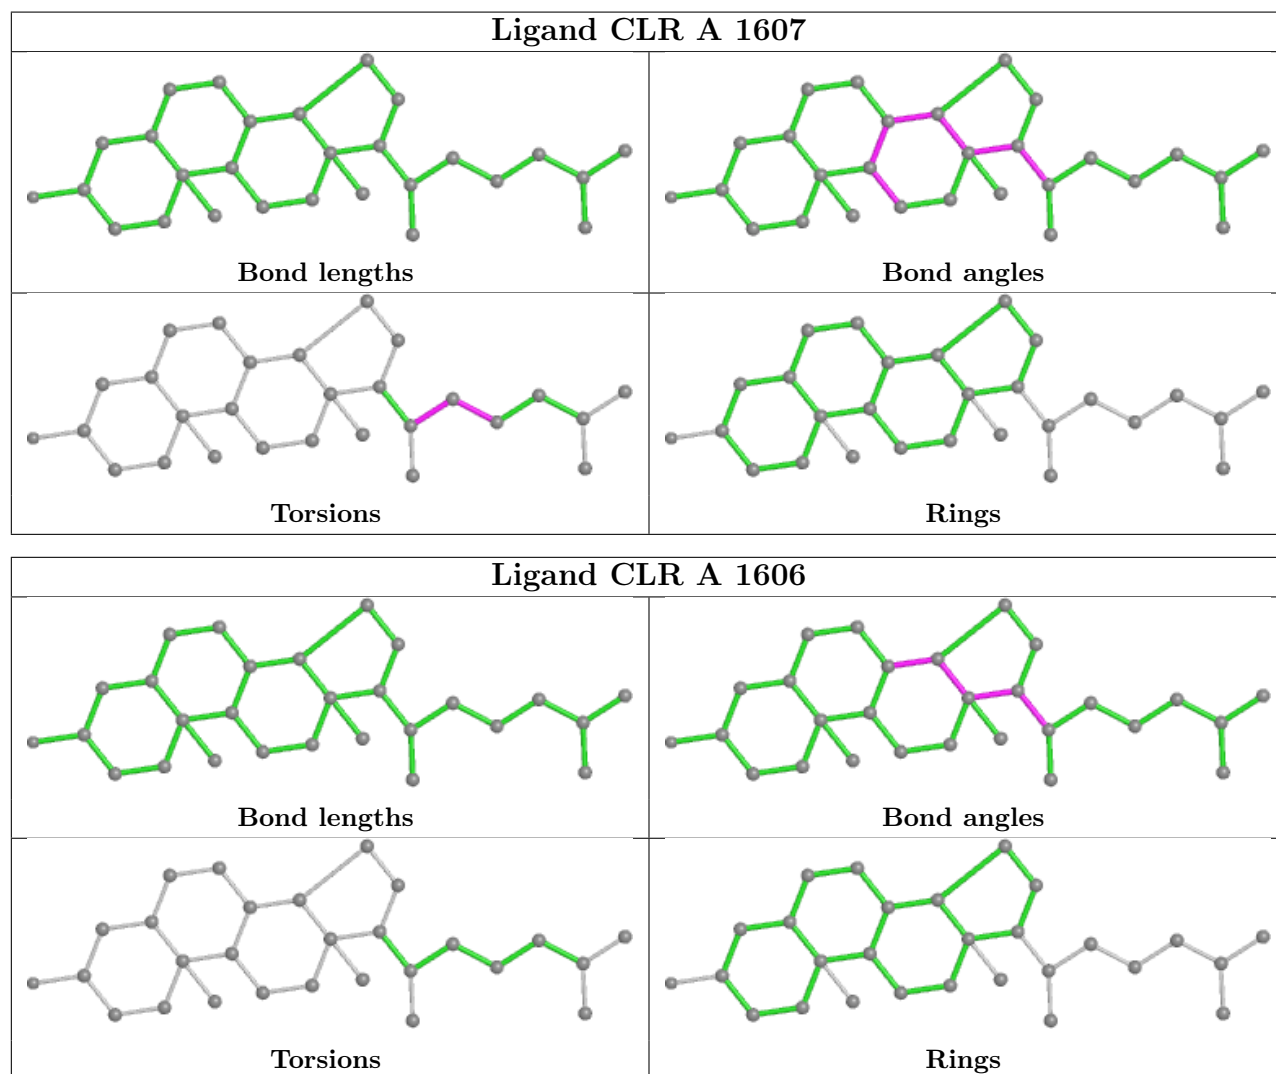 Ligand CLR A 1607
Bond lengths
Bond angles
Torsions
Rings
Ligand CLR A 1606
Bond lengths
Bond angles
Torsions
Rings